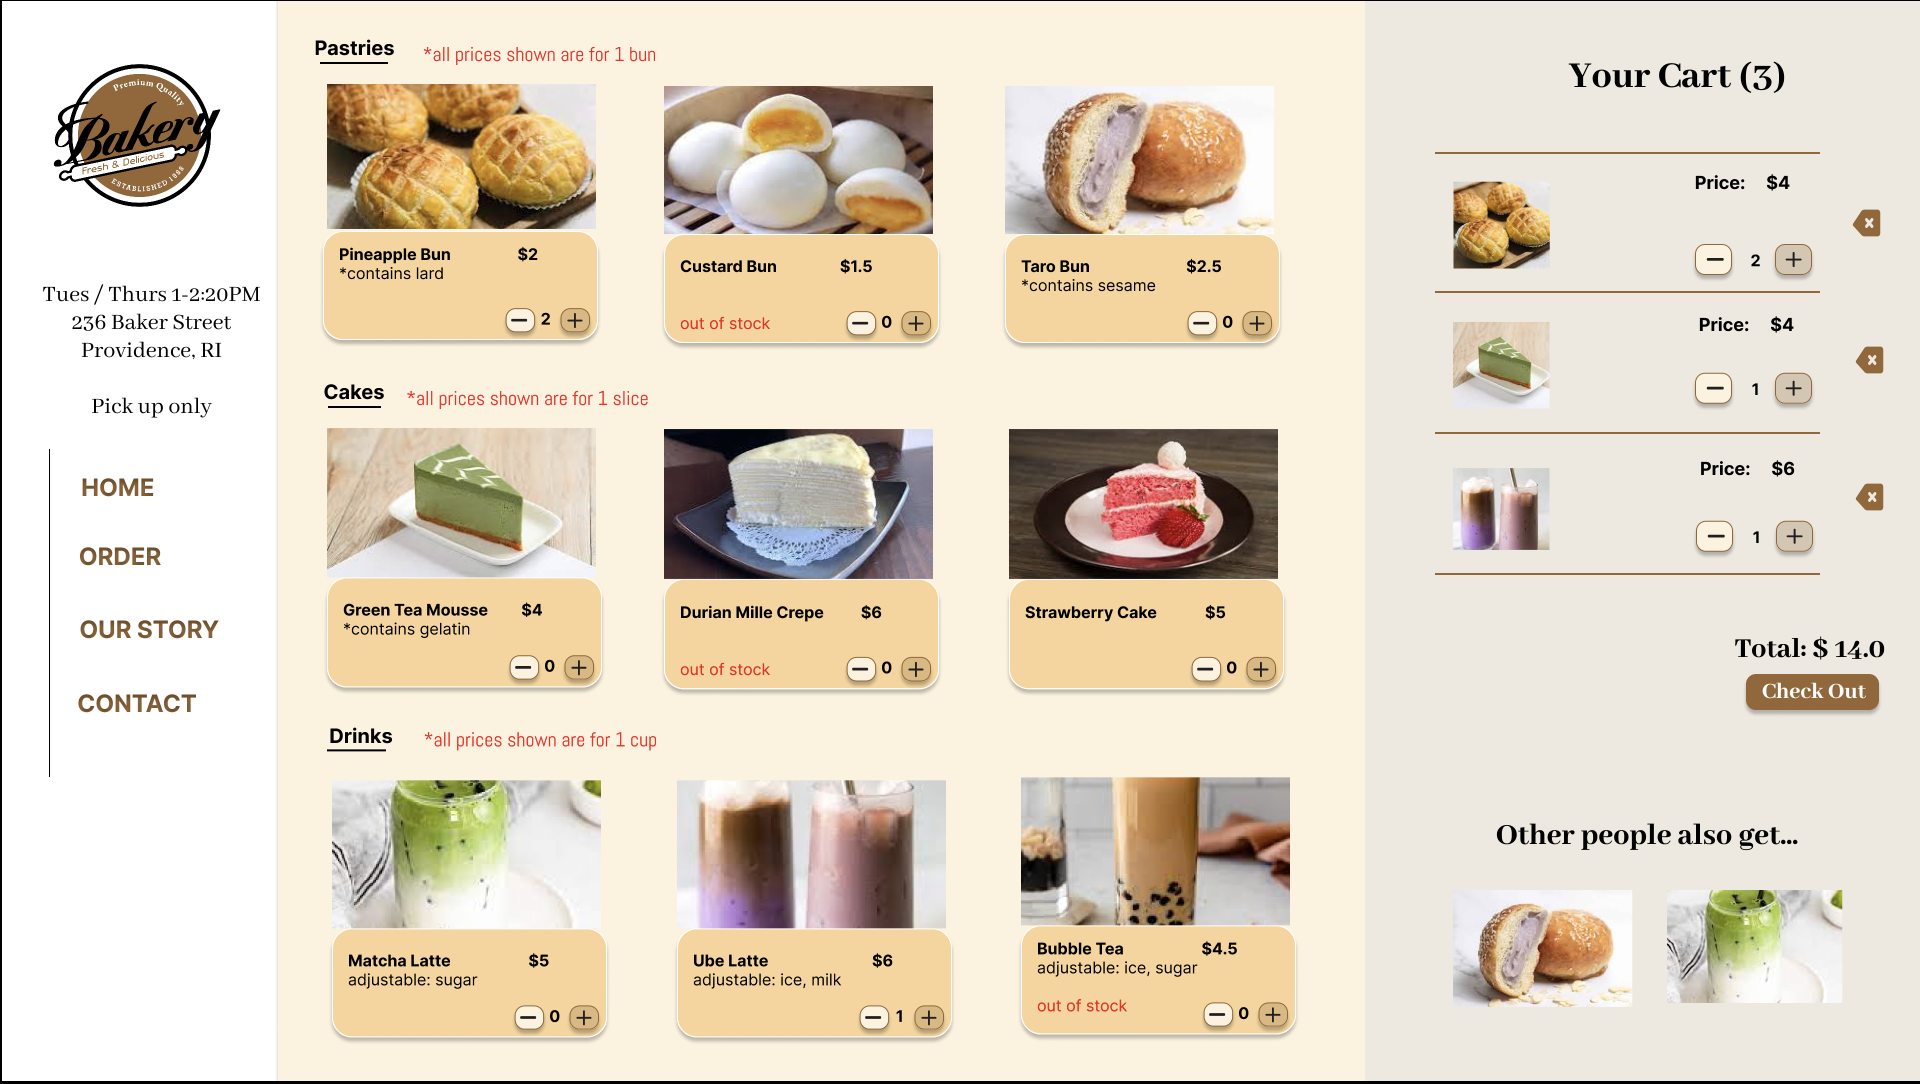 Premium Quality
Bakery
Fresh & Delicious
ESTABLISHED 1888
Tues / Thurs 1-2:20PM
236 Baker Street
Providence, RI
Pick up only
HOME
ORDER
OUR STORY
CONTACT
Pastries *all prices shown are for 1 bun
Pineapple Bun $2
*contains lard
2
Custard Bun $1.5
out of stock 0
Taro Bun $2.5
*contains sesame
0
Cakes *all prices shown are for 1 slice
Green Tea Mousse $4
*contains gelatin
0
Durian Mille Crepe $6
out of stock 0
Strawberry Cake $5
0
Drinks *all prices shown are for 1 cup
Matcha Latte $5
adjustable: sugar
0
Ube Latte $6
adjustable: ice, milk
1
Bubble Tea $4.5
adjustable: ice, sugar
out of stock 0
Your Cart (3)
Price: $4
2
Price: $4
1
Price: $6
1
Total: $ 14.0
Check Out
Other people also get...